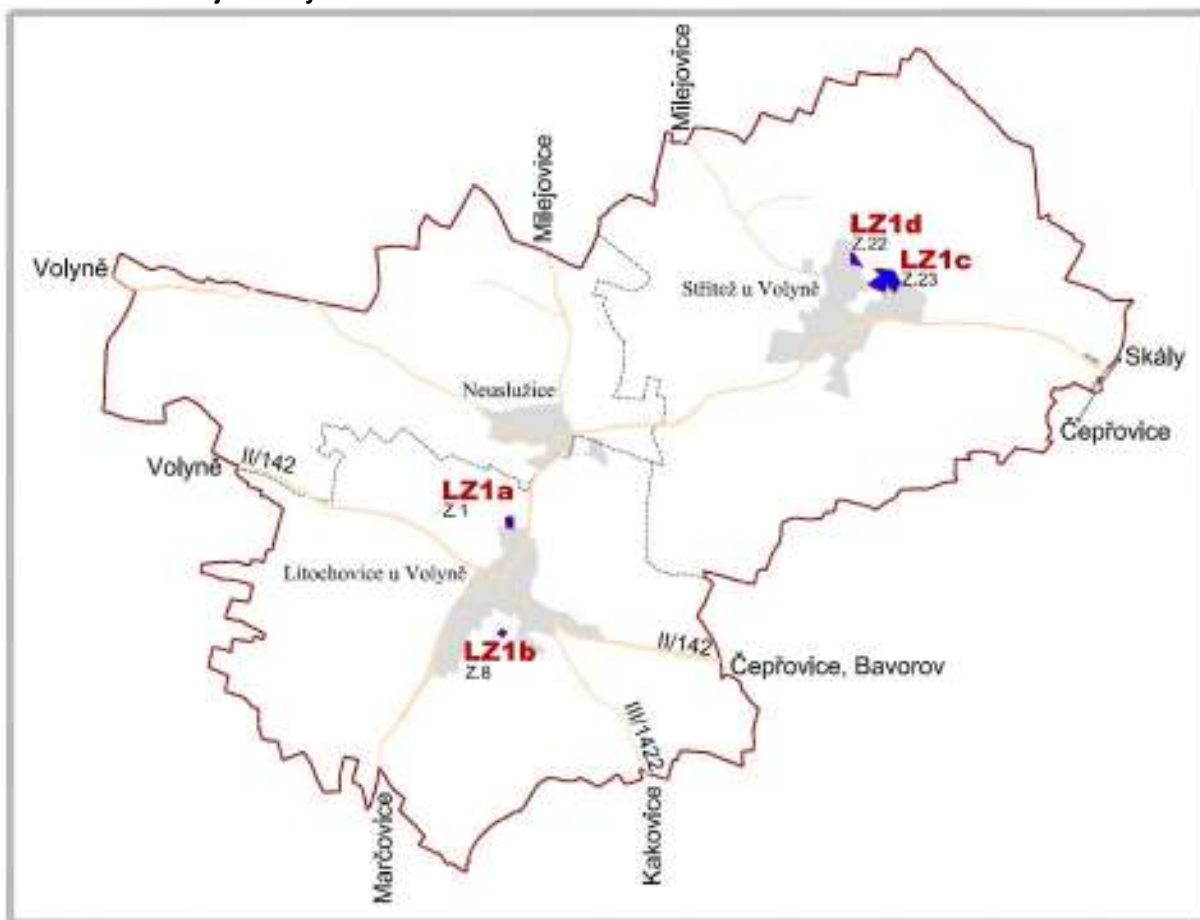 Milejovice
Milejovice
Volyně
LZ1d
Z.22
LZ1c
Z.23
Střítež u Volyně
Skály
Neuslužice
Čepřovice
Volyně
II/142
LZ1a
Z.1
Litochovice u Volyně
II/142
LZ1b
Z.8
Čepřovice, Bavorov
III/1422
Marčovice
Kakovice